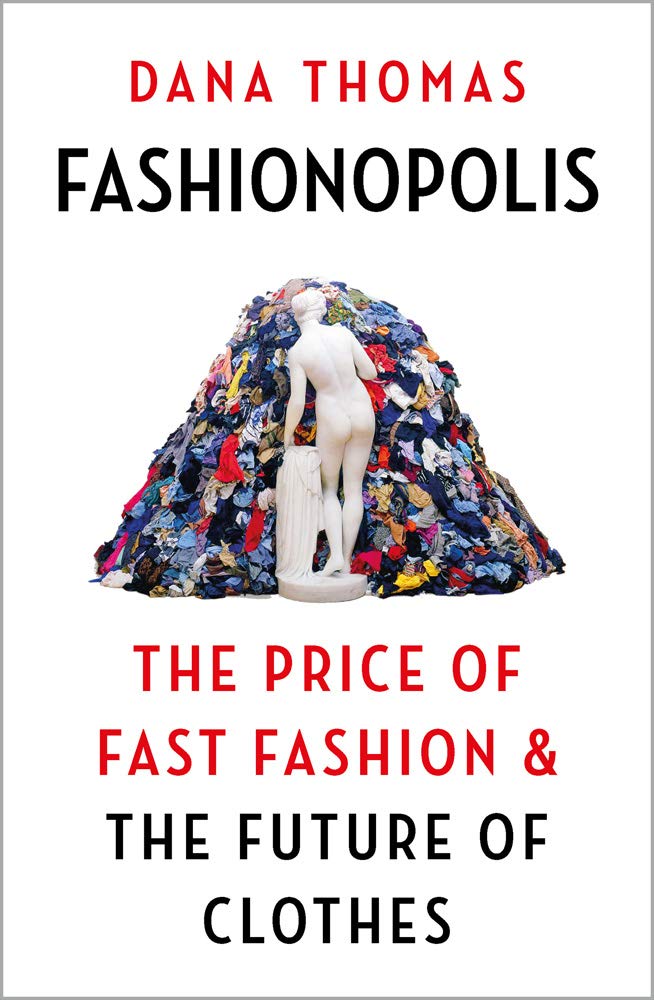 DANA THOMAS
FASHIONOPOLIS
THE PRICE OF
FAST FASHION &
THE FUTURE OF
CLOTHES